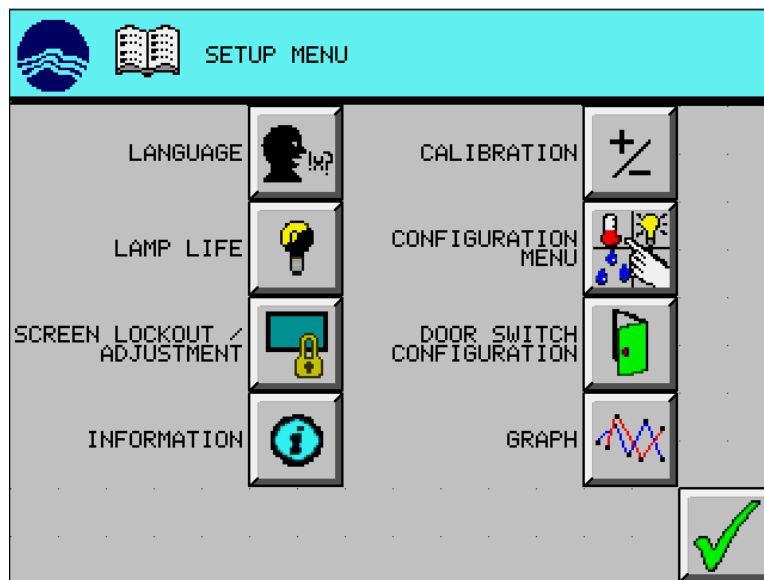 SETUP MENU
LANGUAGE
!x?
CALIBRATION
+/-
LAMP LIFE
CONFIGURATION
MENU
SCREEN LOCKOUT /
ADJUSTMENT
DOOR SWITCH
CONFIGURATION
INFORMATION
i
GRAPH